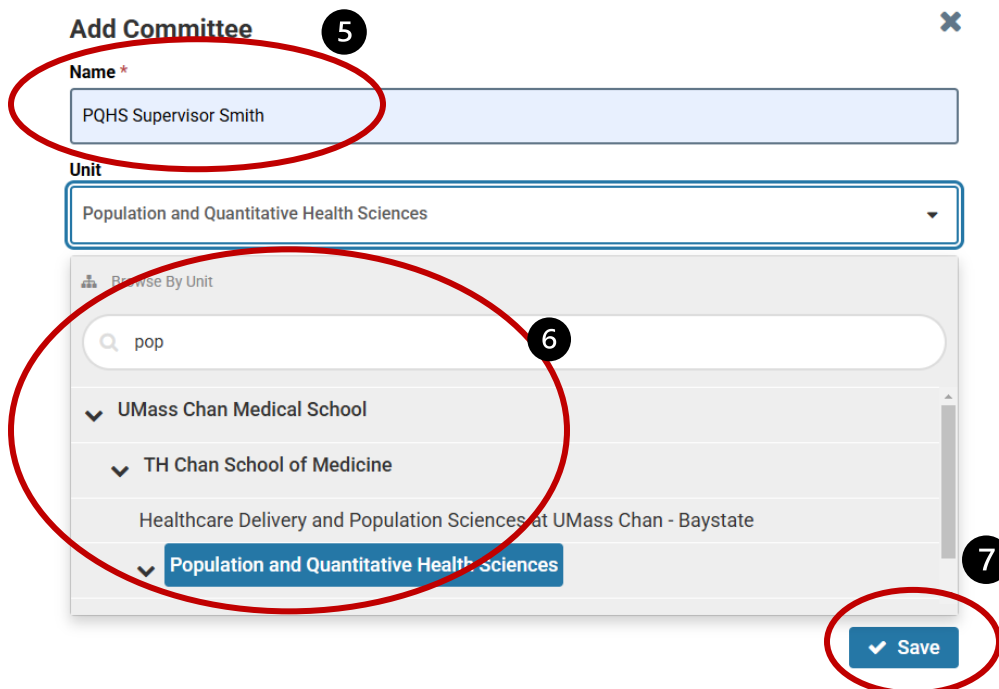 Add Committee
5
Name *
PQHS Supervisor Smith
Unit
Population and Quantitative Health Sciences
Browse By Unit
pop
6
UMass Chan Medical School
TH Chan School of Medicine
Healthcare Delivery and Population Sciences at UMass Chan - Baystate
Population and Quantitative Health Sciences
7
Save